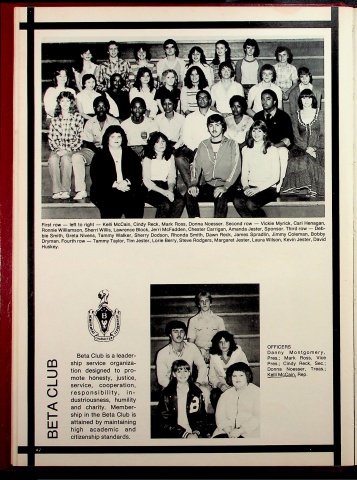 First row — left to right — Kelli McCain, Cindy Reck, Mark Ross, Donna Noesser. Second row — Vickie Myrick, Carl Henagan,
Ronnie Williamson, Sherri Willis, Lawrence Block, Jerri McFadden, Chester Carrigan, Amanda Jester, Sponsor. Third row — Deb-
bie Smith, Greta Nivens, Tammy Walker, Sherry Dodson, Rhonda Smith, Dawn Rock, James Spradlin, Jimmy Coleman, Bobby
Dryman. Fourth row — Tammy Taylor, Tim Jester, Lorie Berry, Steve Rodgers, Margaret Jester, Laura Wilson, Kevin Jester, David
Huskey.
BETA CLUB
Beta Club is a leader-
ship service organiza-
tion designed to pro-
mote honesty, justice,
service, cooperation,
responsibility, in-
dustriousness, humility
and charity. Member-
ship in the Beta Club is
attained by maintaining
high academic and
citizenship standards.
OFFICERS
Danny Montgomery,
Pres.; Mark Ross, Vice
Pres.; Cindy Reck, Sec.;
Donna Noesser, Treas.;
Kelli McCain, Rep.